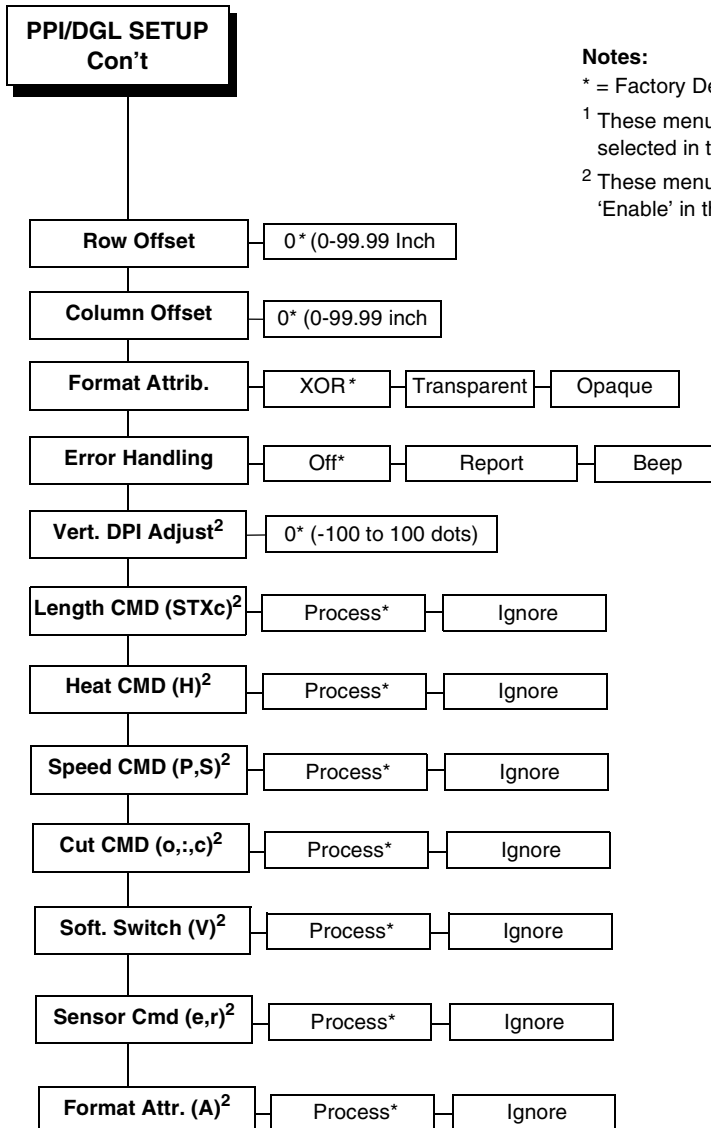 PPI/DGL SETUP
Con't
Notes:
* = Factory
¹ These
selected in
² These
'Enable' in
Row Offset 0* (0-99.99 Inch
Column Offset 0* (0-99.99 inch
Format Attrib. XOR* Transparent Opaque
Error Handling Off* Report Beep
Vert. DPI Adjust² 0* (-100 to 100 dots)
Length CMD (STXc)² Process* Ignore
Heat CMD (H)² Process* Ignore
Speed CMD (P,S)² Process* Ignore
Cut CMD (o,:,c)² Process* Ignore
Soft. Switch (V)² Process* Ignore
Sensor Cmd (e,r)² Process* Ignore
Format Attr. (A)² Process* Ignore